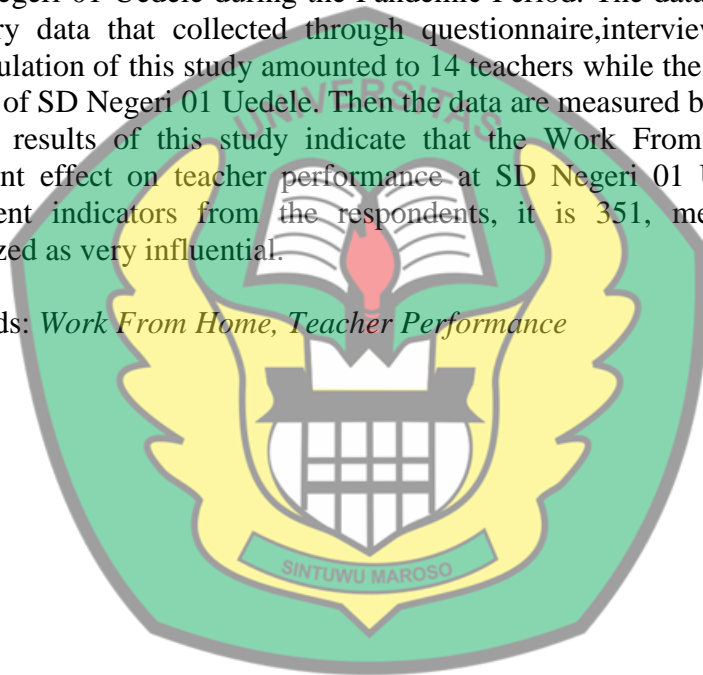 egeri 01 Uedele during the Pandemic Period. The data
ry data that collected through questionnaire,interview
ulation of this study amounted to 14 teachers while the
of SD Negeri 01 Uedele. Then the data are measured b
results of this study indicate that the Work From
nt effect on teacher performance at SD Negeri 01 U
ent indicators from the respondents, it is 351, me
zed as very influential.
ds: Work From Home, Teacher Performance
UNIVERSITAS
SINTUWU MAROSO